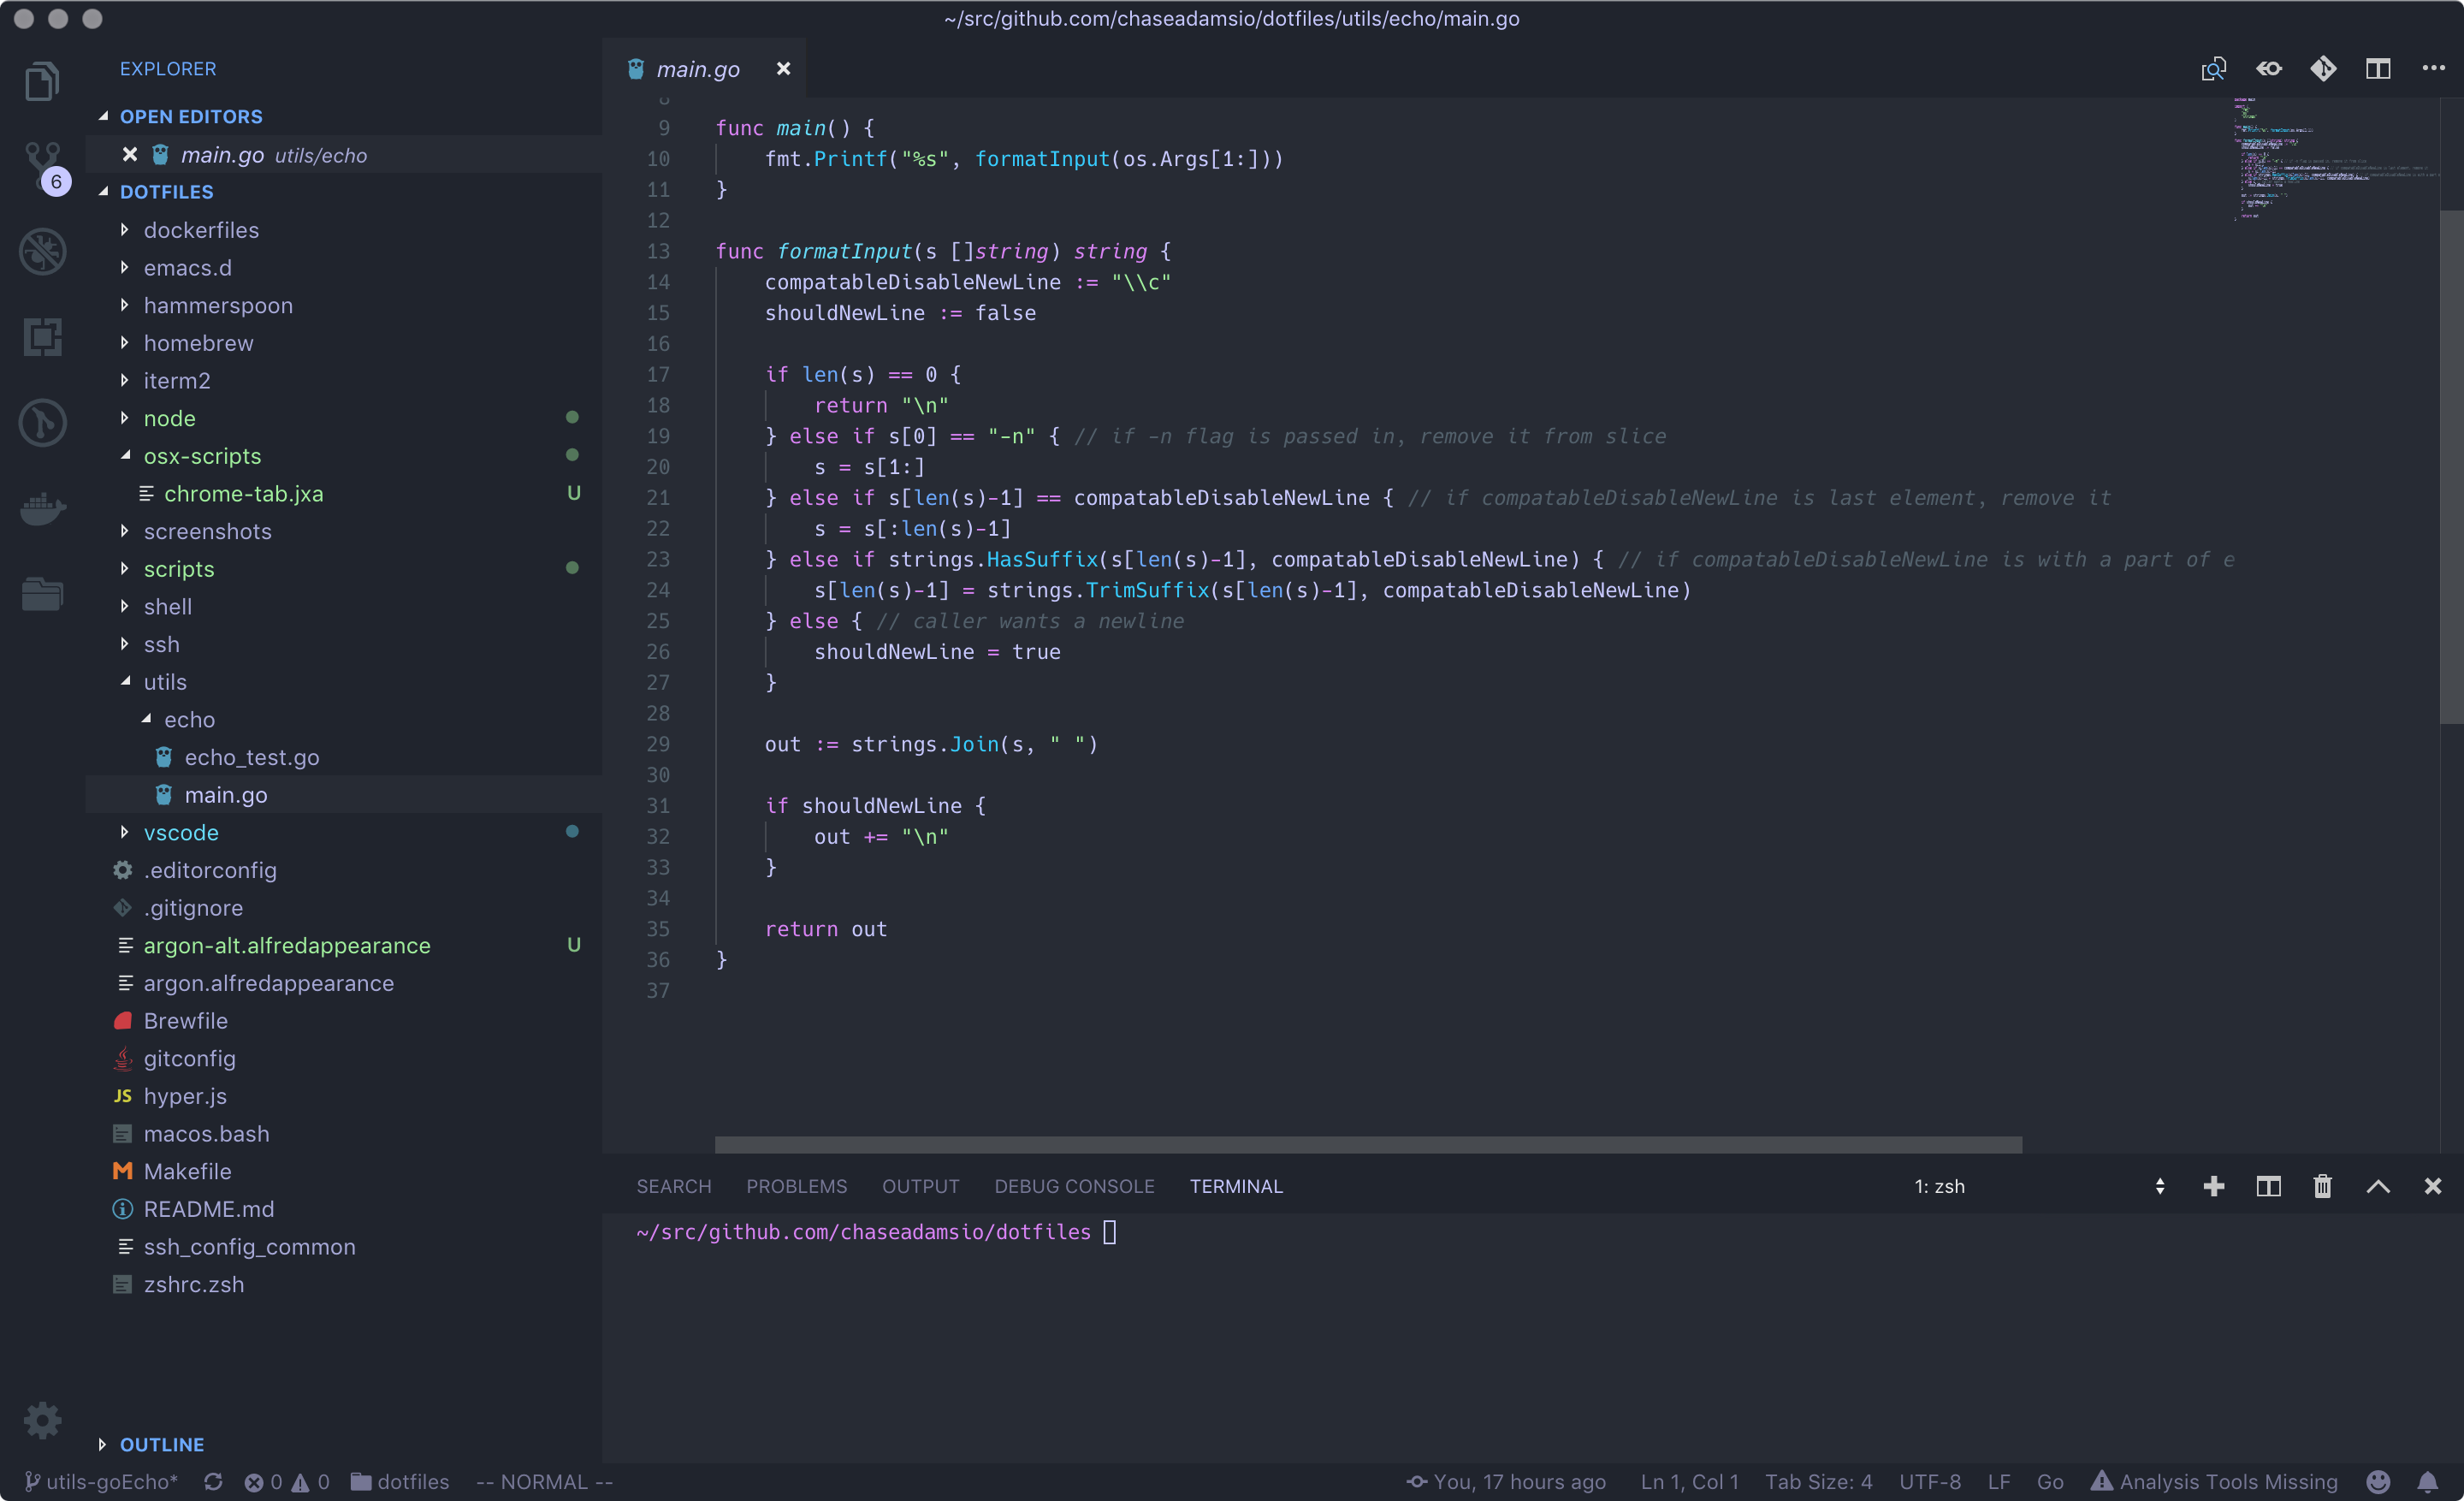 ~/src/github.com/chaseadamsio/dotfiles/utils/echo/main.go
EXPLORER
OPEN EDITORS
main.go utils/echo
6
DOTFILES
dockerfiles
emacs.d
hammerspoon
homebrew
iterm2
node
osx-scripts
chrome-tab.jxa U
screenshots
scripts
shell
ssh
utils
echo
echo_test.go
main.go
vscode
.editorconfig
.gitignore
argon-alt.alfredappearance U
argon.alfredappearance
Brewfile
gitconfig
JS hyper.js
macos.bash
Makefile
README.md
ssh_config_common
zshrc.zsh
OUTLINE
main.go
8
9 func main() {
10 fmt.Printf("%s", formatInput(os.Args[1:]))
11 }
12
13 func formatInput(s []string) string {
14 compatableDisableNewLine := "\\c"
15 shouldNewLine := false
16
17 if len(s) == 0 {
18 return "\n"
19 } else if s[0] == "-n" { // if -n flag is passed in, remove it from slice
20 s = s[1:]
21 } else if s[len(s)-1] == compatableDisableNewLine { // if compatableDisableNewLine is last element, remove it
22 s = s[:len(s)-1]
23 } else if strings.HasSuffix(s[len(s)-1], compatableDisableNewLine) { // if compatableDisableNewLine is with a part of e
24 s[len(s)-1] = strings.TrimSuffix(s[len(s)-1], compatableDisableNewLine)
25 } else { // caller wants a newline
26 shouldNewLine = true
27 }
28
29 out := strings.Join(s, " ")
30
31 if shouldNewLine {
32 out += "\n"
33 }
34
35 return out
36 }
37
SEARCH PROBLEMS OUTPUT DEBUG CONSOLE TERMINAL 1: zsh
~/src/github.com/chaseadamsio/dotfiles
utils-goEcho* 0 0 dotfiles -- NORMAL -- You, 17 hours ago Ln 1, Col 1 Tab Size: 4 UTF-8 LF Go Analysis Tools Missing